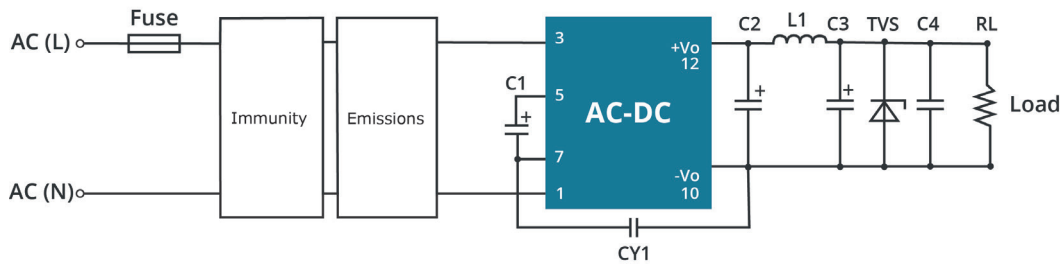 Fuse
AC (L)
AC (N)
Immunity
Emissions
C1
3
5
7
1
AC-DC
+Vo
12
-Vo
10
CY1
C2
L1
C3
TVS
C4
RL
+
+
+
Load